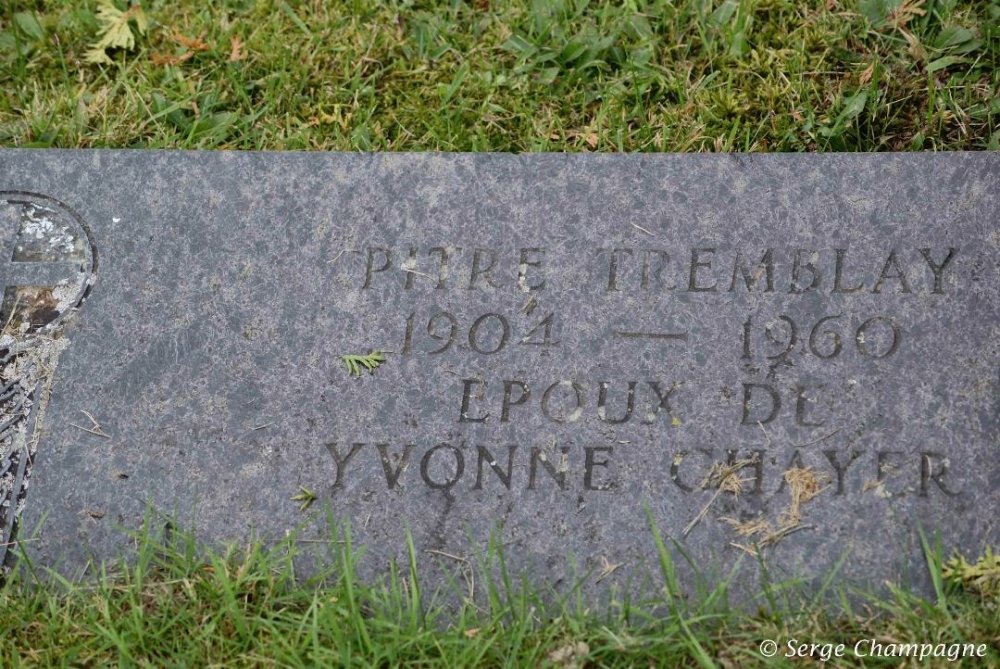 PITRE TREMBLAY
1904 — 1960
EPOUX DE
YVONNE CHAYER
© Serge Champagne